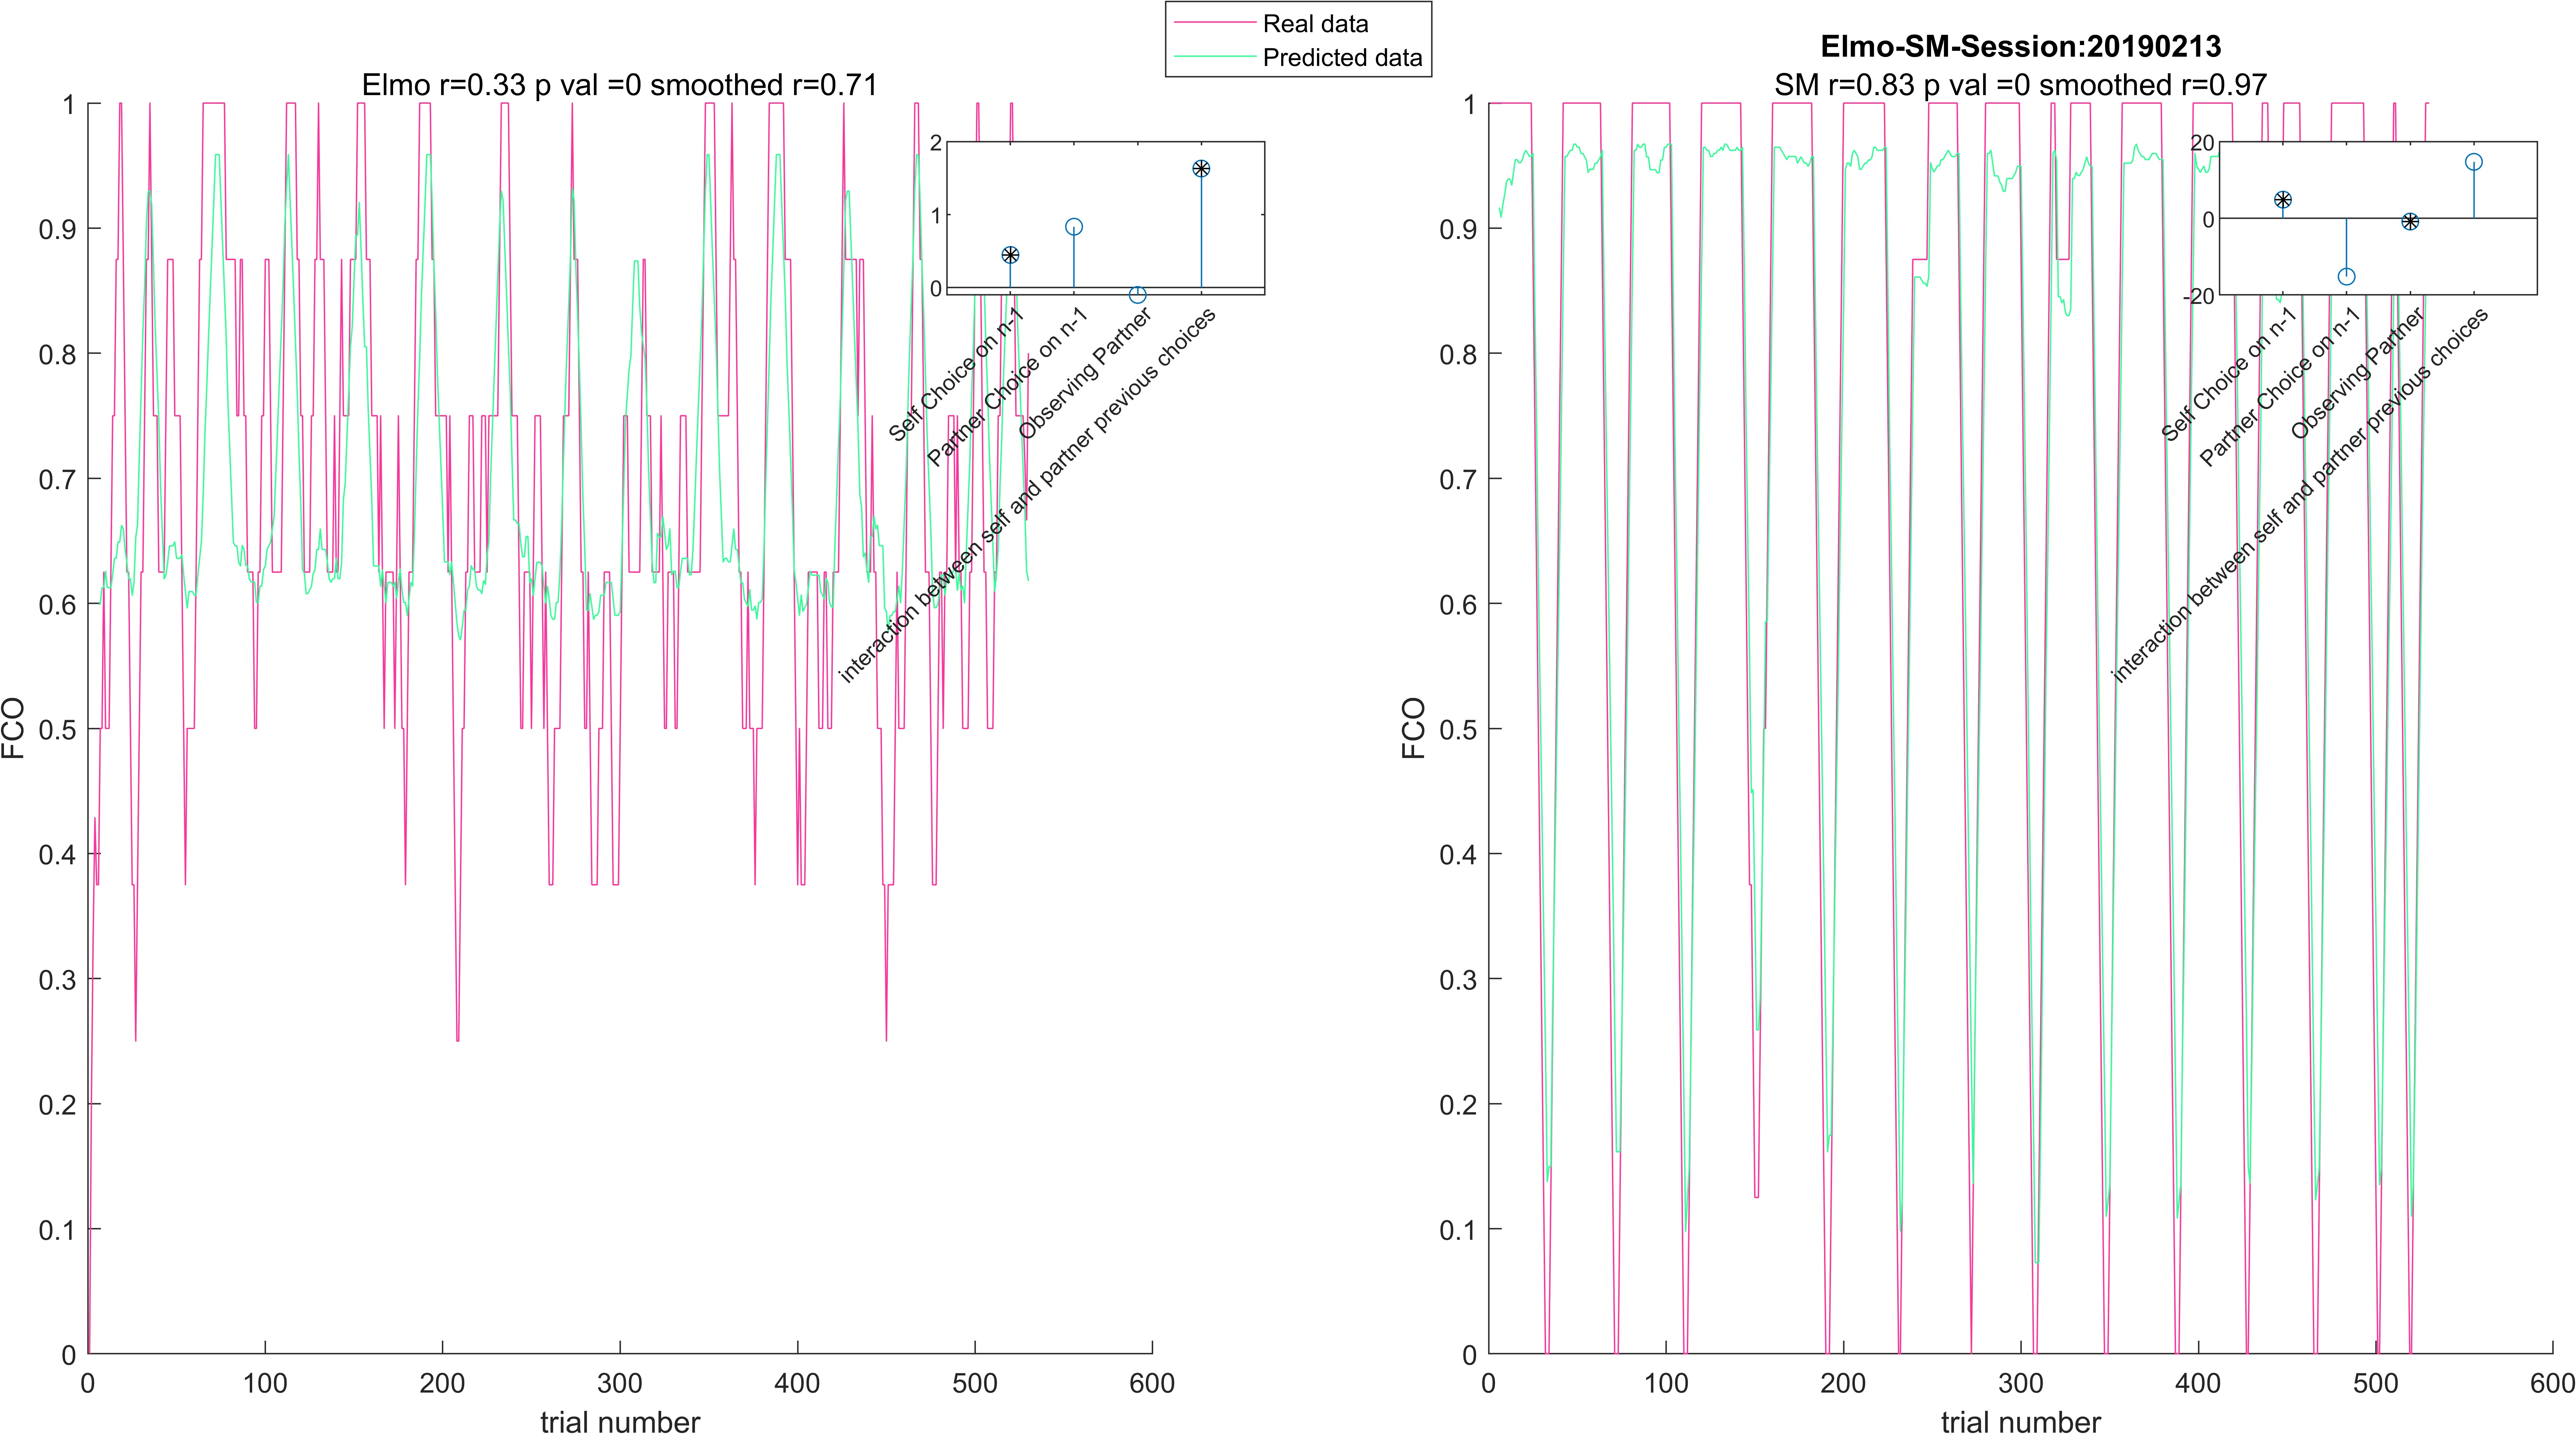 Real data
Predicted data
Elmo r=0.33 p val =0 smoothed r=0.71
FCO
1
0.9
0.8
0.7
0.6
0.5
0.4
0.3
0.2
0.1
0
0 100 200 300 400 500 600
trial number
2
1
0
Self Choice on n-1
Partner Choice on n-1
Observing Partner
interaction between self and partner previous choices
Elmo-SM-Session:20190213
SM r=0.83 p val =0 smoothed r=0.97
FCO
1
0.9
0.8
0.7
0.6
0.5
0.4
0.3
0.2
0.1
0
0 100 200 300 400 500 600
trial number
20
0
-20
Self Choice on n-1
Partner Choice on n-1
Observing Partner
interaction between self and partner previous choices